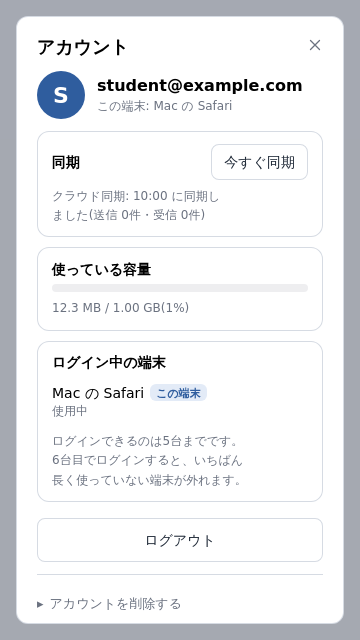 アカウント
×
S
student@example.com
この端末: Mac の Safari
同期
今すぐ同期
クラウド同期: 10:00 に同期し
ました(送信 0件・受信 0件)
使っている容量
12.3 MB / 1.00 GB(1%)
ログイン中の端末
Mac の Safari この端末
使用中
ログインできるのは5台までです。
6台目でログインすると、いちばん
長く使っていない端末が外れます。
ログアウト
▸ アカウントを削除する